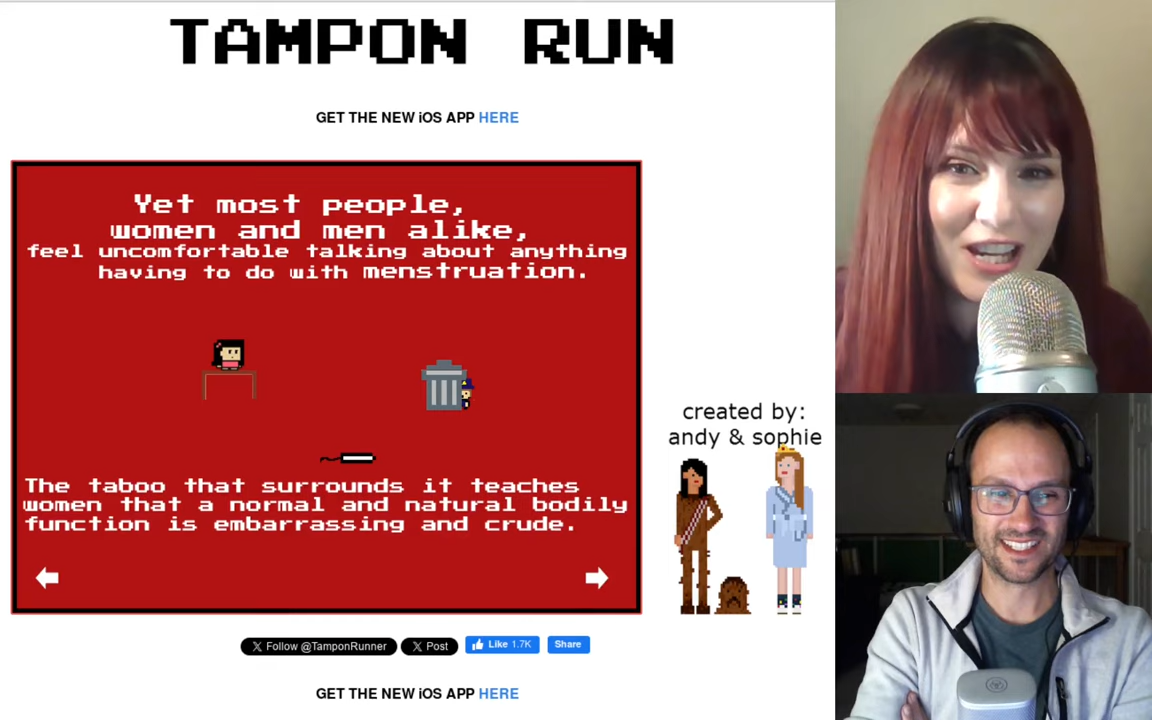 TAMPON RUN
GET THE NEW iOS APP HERE
Yet most people,
women and men alike,
feel uncomfortable talking about anything
having to do with menstruation.
The taboo that surrounds it teaches
women that a normal and natural bodily
function is embarrassing and crude.
created by:
andy & sophie
X Follow @TamponRunner
X Post
Like 1.7K
Share
GET THE NEW iOS APP HERE